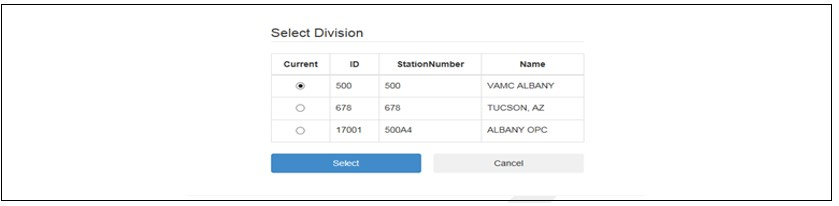 Select Division
Current ID StationNumber Name
500 500 VAMC ALBANY
678 678 TUCSON, AZ
17001 500A4 ALBANY OPC
Select Cancel